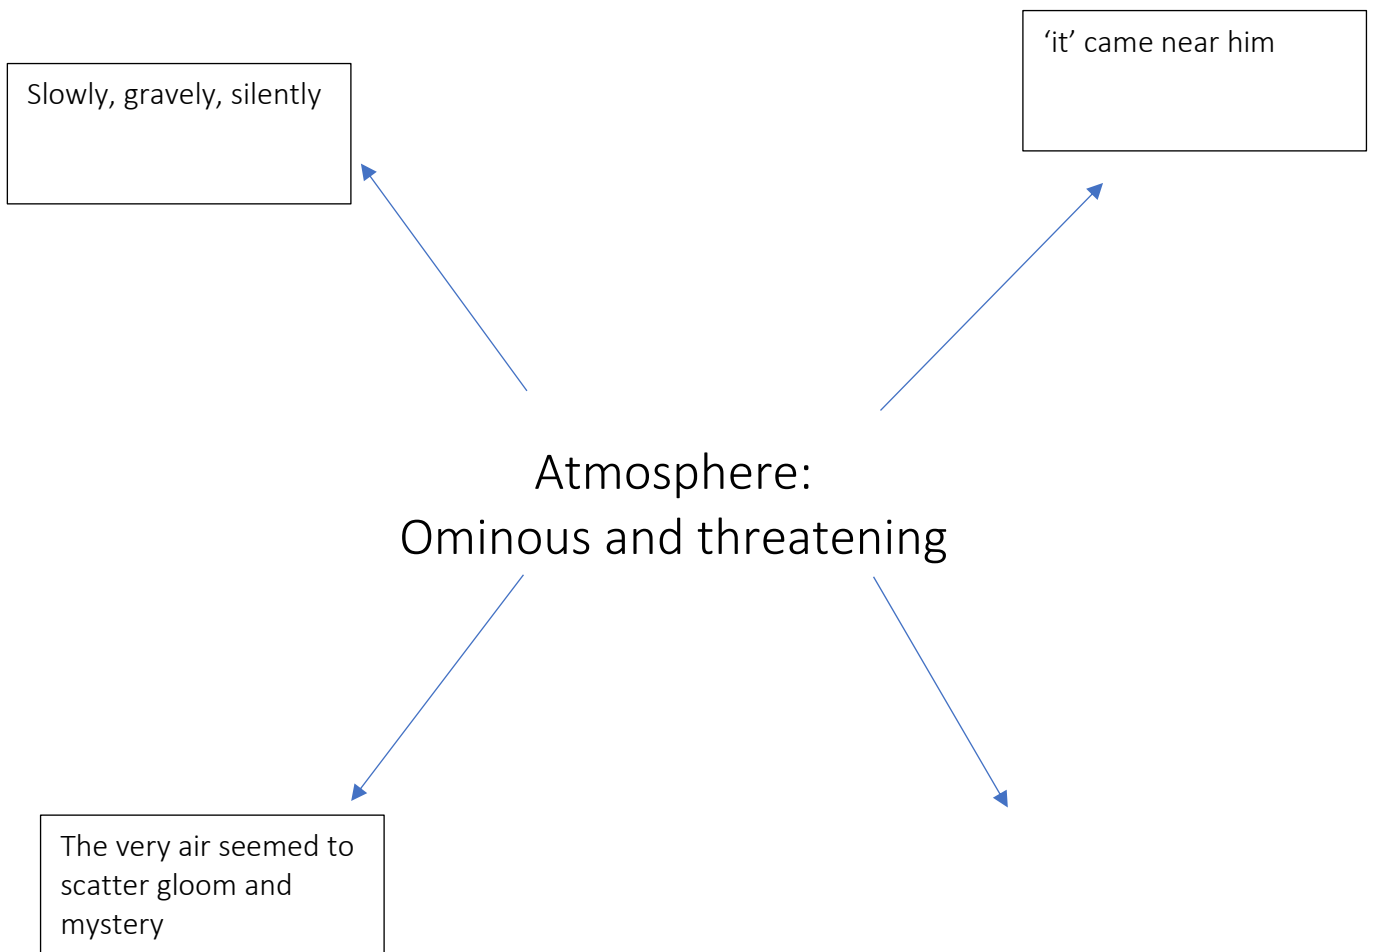 Slowly, gravely, silently
‘it’ came near him
Atmosphere:
Ominous and threatening
The very air seemed to
scatter gloom and
mystery